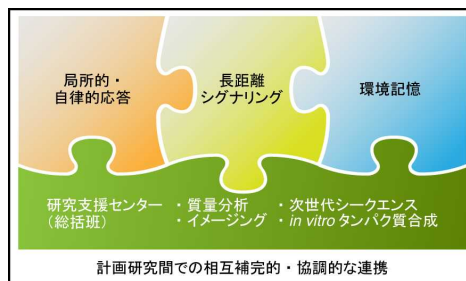 局所的・
自律的応答
長距離
シグナリング
環境記憶
研究支援センター
(総括班)
・質量分析
・イメージング
・次世代シークエンス
・in vitro タンパク質合成
計画研究間での相互補完的・協調的な連携